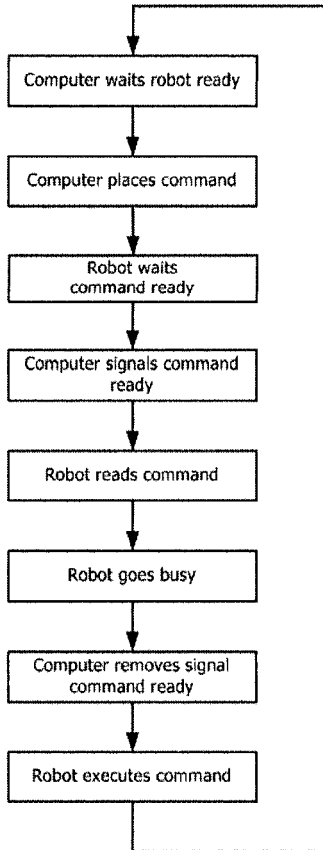 Computer waits robot ready
Computer places command
Robot waits
command ready
Computer signals command
ready
Robot reads command
Robot goes busy
Computer removes signal
command ready
Robot executes command